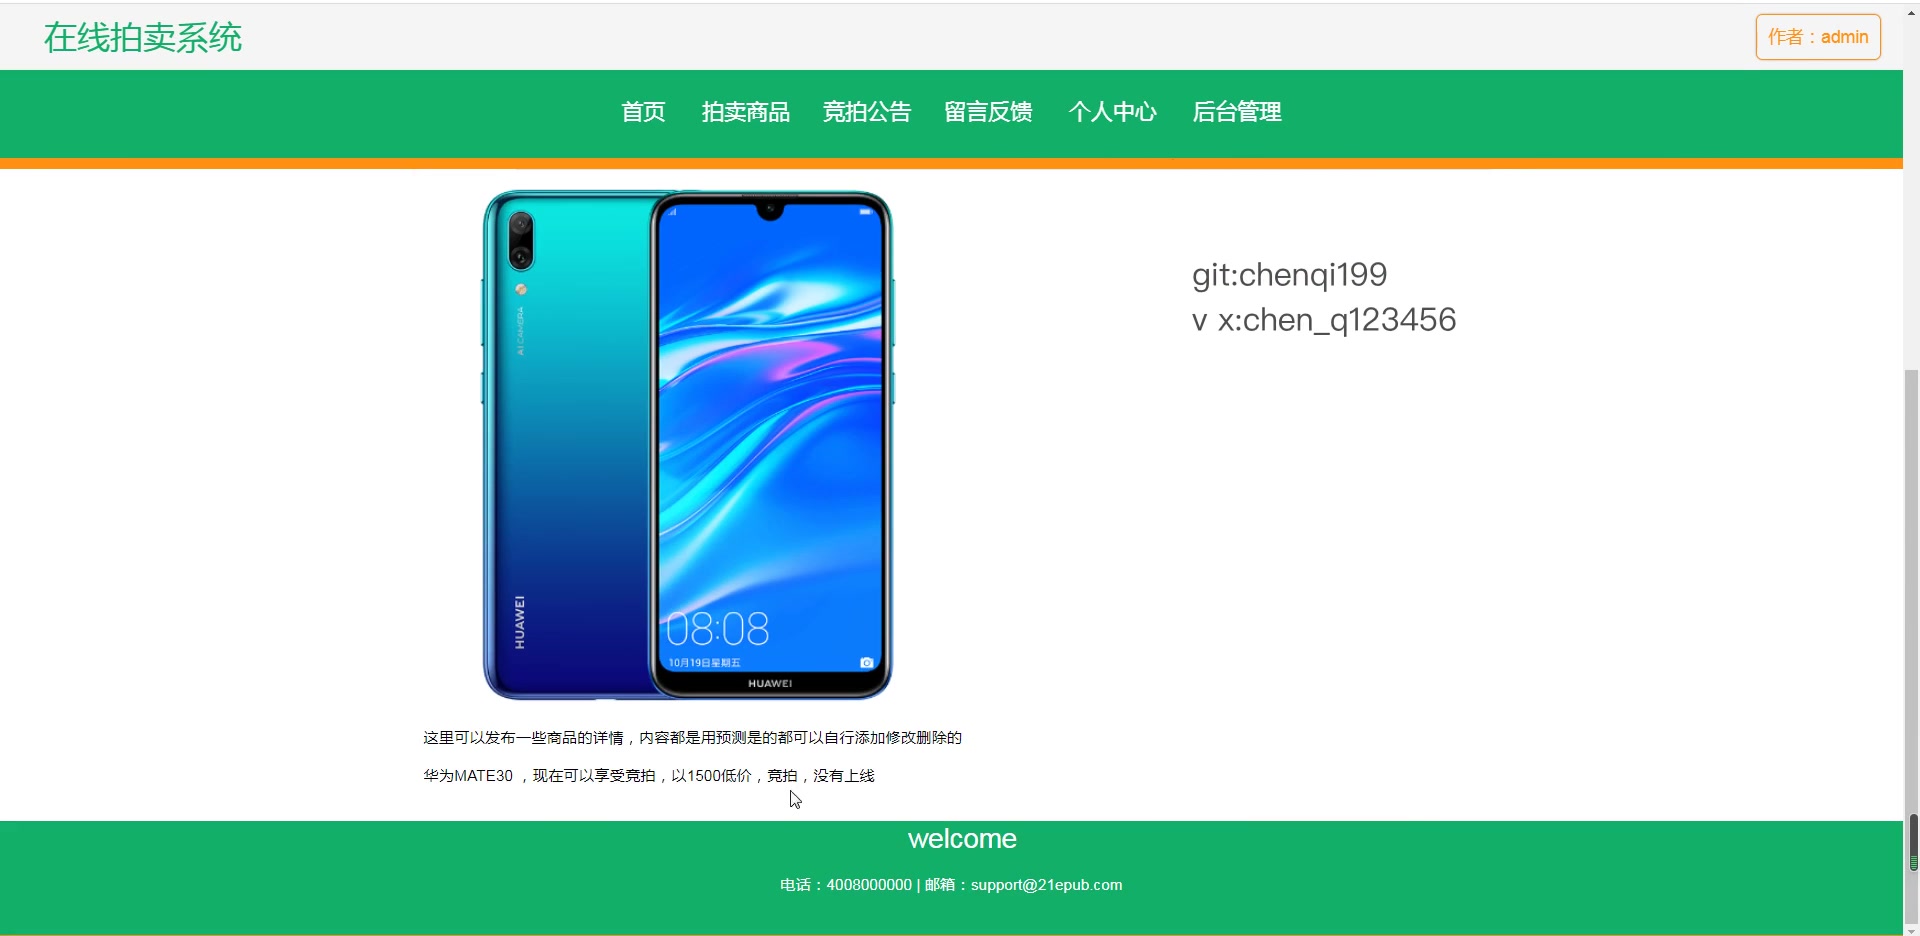 在线拍卖系统
作者：admin
首页 拍卖商品 竞拍公告 留言反馈 个人中心 后台管理
AI CAMERA
HUAWEI
08:08
10月19日星期五
HUAWEI
git:chenqi199
v x:chen_q123456
这里可以发布一些商品的详情，内容都是用预测是的都可以自行添加修改删除的
华为MATE30 ，现在可以享受竞拍，以1500低价，竞拍，没有上线
welcome
电话：4008000000 | 邮箱：support@21epub.com